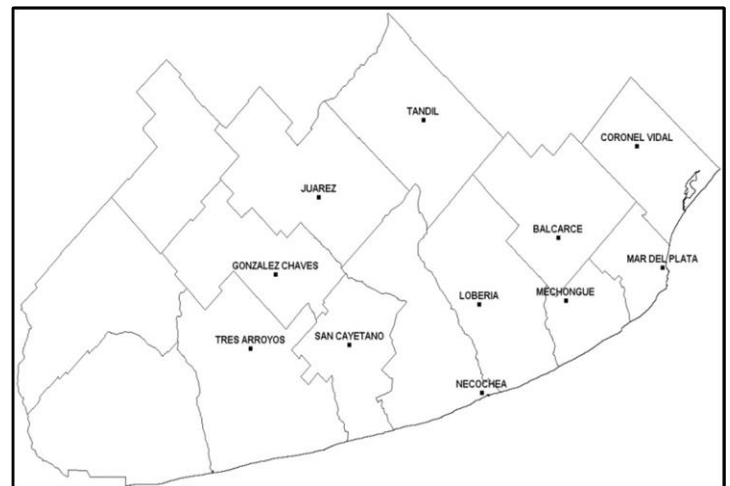 TANDIL
CORONEL VIDAL
JUAREZ
BALCARCE
MAR DEL PLATA
GONZALEZ CHAVES
LOBERIA
MECHONGUE
TRES ARROYOS
SAN CAYETANO
NECOCHEA